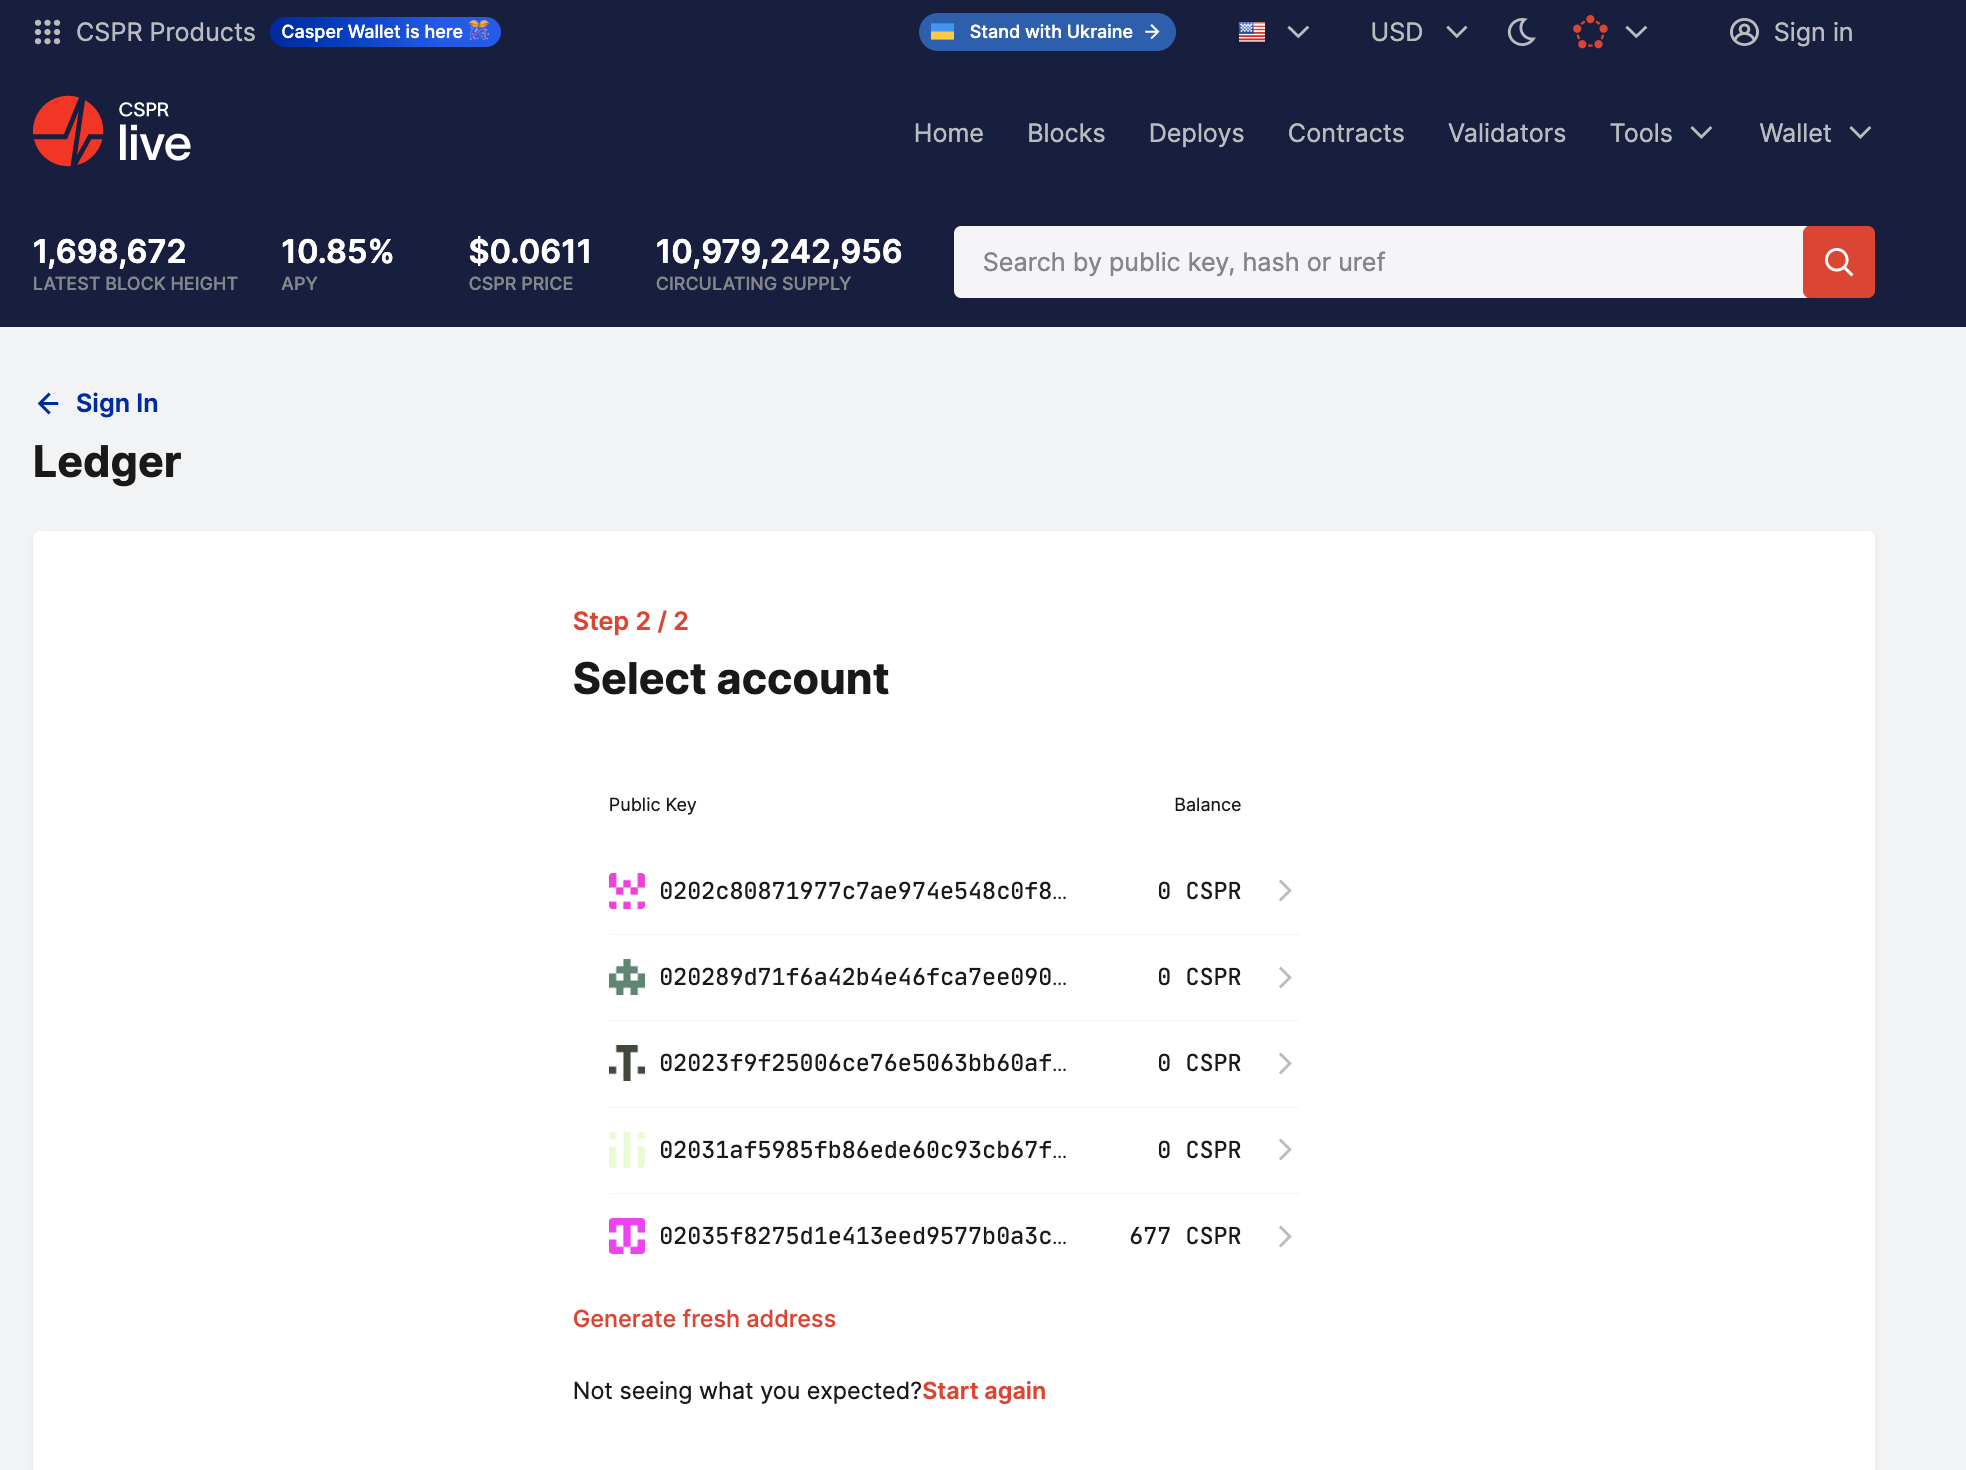 CSPR Products
Casper Wallet is here
Stand with Ukraine
USD
Sign in
CSPR
live
Home
Blocks
Deploys
Contracts
Validators
Tools
Wallet
1,698,672
LATEST BLOCK HEIGHT
10.85%
APY
$0.0611
CSPR PRICE
10,979,242,956
CIRCULATING SUPPLY
Search by public key, hash or uref
Sign In
Ledger
Step 2 / 2
Select account
Public Key Balance
0202c80871977c7ae974e548c0f8… 0 CSPR
020289d71f6a42b4e46fca7ee090… 0 CSPR
02023f9f25006ce76e5063bb60af… 0 CSPR
02031af5985fb86ede60c93cb67f… 0 CSPR
02035f8275d1e413eed9577b0a3c… 677 CSPR
Generate fresh address
Not seeing what you expected?Start again